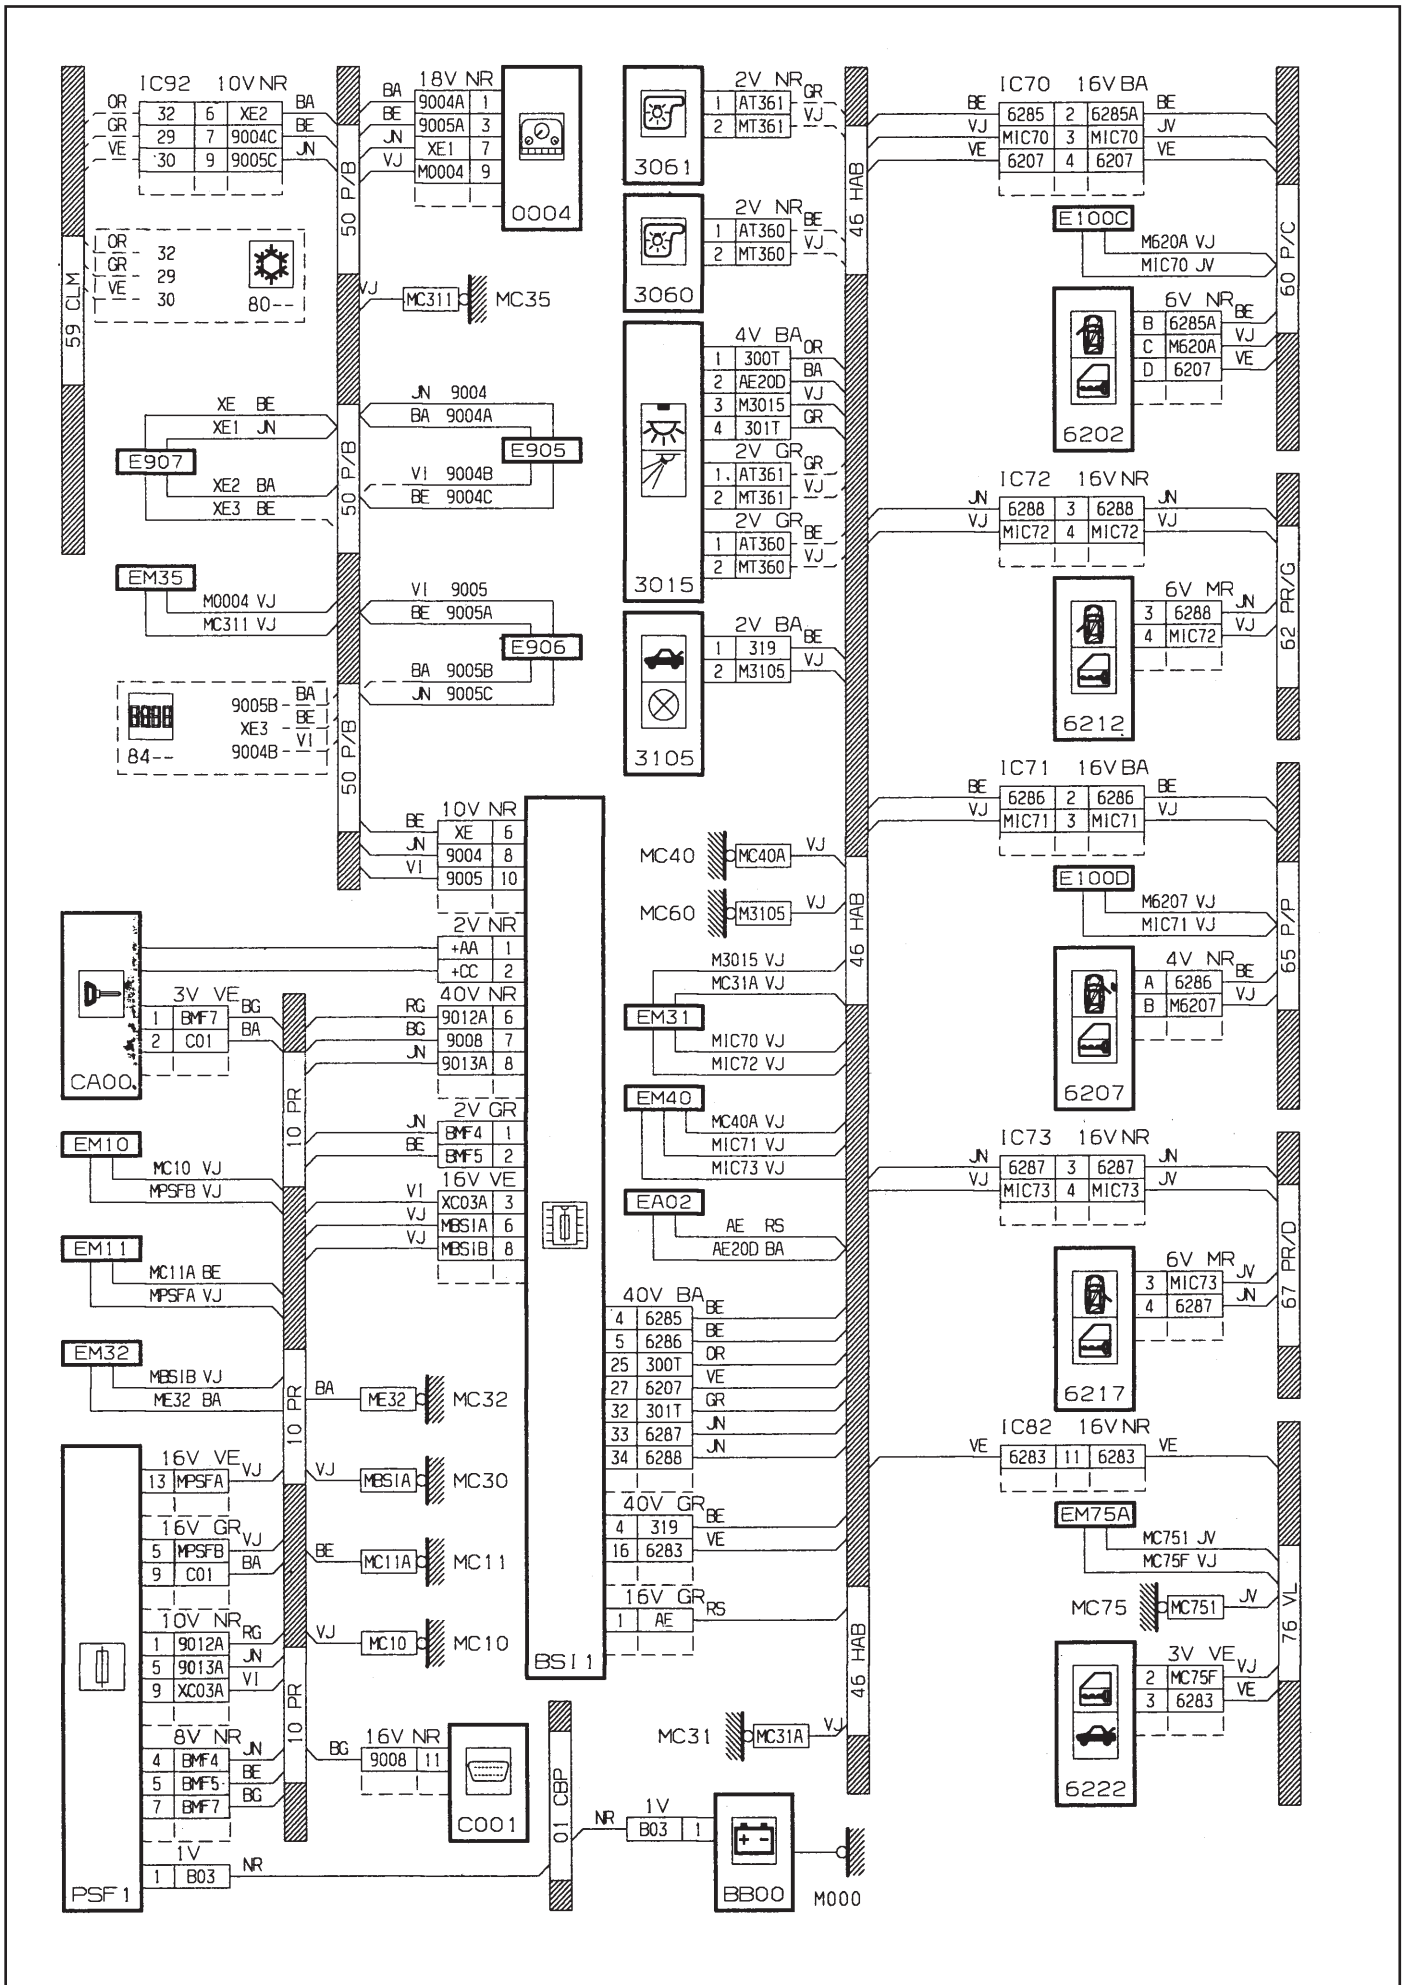 IC92 10V NR
OR 32 6 XE2 BA
GR 29 7 9004C BE
VE 30 9 9005C JN
OR 32
GR 29
VE 30
80--
59 CLM
50 P/B
18V NR
BA 9004A 1
BE 9005A 3
JN XE1 7
VJ M0004 9
0004
VJ MC311 MC35
XE BE
XE1 JN
E907
XE2 BA
XE3 BE
50 P/B
JN 9004
BA 9004A
E905
VI 9004B
BE 9004C
EM35
M0004 VJ
MC311 VJ
VI 9005
BE 9005A
E906
BA 9005B
JN 9005C
9005B BA
XE3 BE
9004B VI
84--
50 P/B
10V NR
BE XE 6
JN 9004 8
VI 9005 10
2V NR
+AA 1
+CC 2
40V NR
RG 9012A 6
BG 9008 7
JN 9013A 8
2V GR
JN BMF4 1
BE BMF5 2
16V VE
VI XC03A 3
VJ MBSIA 6
VJ MBSIB 8
3V VE
1 BMF7 BG
2 C01 BA
CA00
10 PR
EM10
MC10 VJ
MPSFB VJ
EM11
MC11A BE
MPSFA VJ
EM32
MBSIB VJ
ME32 BA
10 PR
BA ME32 MC32
VJ MBSIA MC30
BE MC11A MC11
VJ MC10 MC10
16V VE
13 MPSFA VJ
16V GR
5 MPSFB VJ
9 C01 BA
10V NR
1 9012A RG
5 9013A JN
9 XC03A VI
8V NR
4 BMF4 JN
5 BMF5 BE
7 BMF7 BG
1V
1 B03 NR
PSF1
10 PR
16V NR
BG 9008 11
C001
01 CBP
1V
NR B03 1
BB00
M000
2V NR
1 AT361 GR
2 MT361 VJ
3061
2V NR
1 AT360 BE
2 MT360 VJ
3060
4V BA
1 300T OR
2 AE20D BA
3 M3015 VJ
4 301T GR
2V GR
1 AT361 GR
2 MT361 VJ
2V GR
1 AT360 BE
2 MT360 VJ
3015
2V BA
1 319 BE
2 M3105 VJ
3105
46 HAB
MC40 MC40A VJ
MC60 M3105 VJ
M3015 VJ
MC31A VJ
EM31
MIC70 VJ
MIC72 VJ
EM40
MC40A VJ
MIC71 VJ
MIC73 VJ
EA02
AE RS
AE20D BA
46 HAB
40V BA
4 6285 BE
5 6286 BE
25 300T OR
27 6207 VE
32 301T GR
33 6287 JN
34 6288 JN
40V GR
4 319 BE
16 6283 VE
16V GR
1 AE RS
BSI1
46 HAB
MC31 MC31A VJ
IC70 16V BA
BE 6285 2 6285A BE
VJ MIC70 3 MIC70 JV
VE 6207 4 6207 VE
E100C
M620A VJ
MIC70 JV
60 P/C
6V NR
B 6285A BE
C M620A VJ
D 6207 VE
6202
IC72 16V NR
JN 6288 3 6288 JN
VJ MIC72 4 MIC72 VJ
62 PR/G
6V MR
3 6288 JN
4 MIC72 VJ
6212
IC71 16V BA
BE 6286 2 6286 BE
VJ MIC71 3 MIC71 VJ
E100D
M6207 VJ
MIC71 VJ
65 P/P
4V NR
A 6286 BE
B M6207 VJ
6207
IC73 16V NR
JN 6287 3 6287 JN
VJ MIC73 4 MIC73 JV
67 PR/D
6V MR
3 MIC73 JV
4 6287 JN
6217
IC82 16V NR
VE 6283 11 6283 VE
EM75A
MC751 JV
MC75F VJ
MC75 MC751 JV
76 VL
3V VE
2 MC75F VJ
3 6283 VE
6222